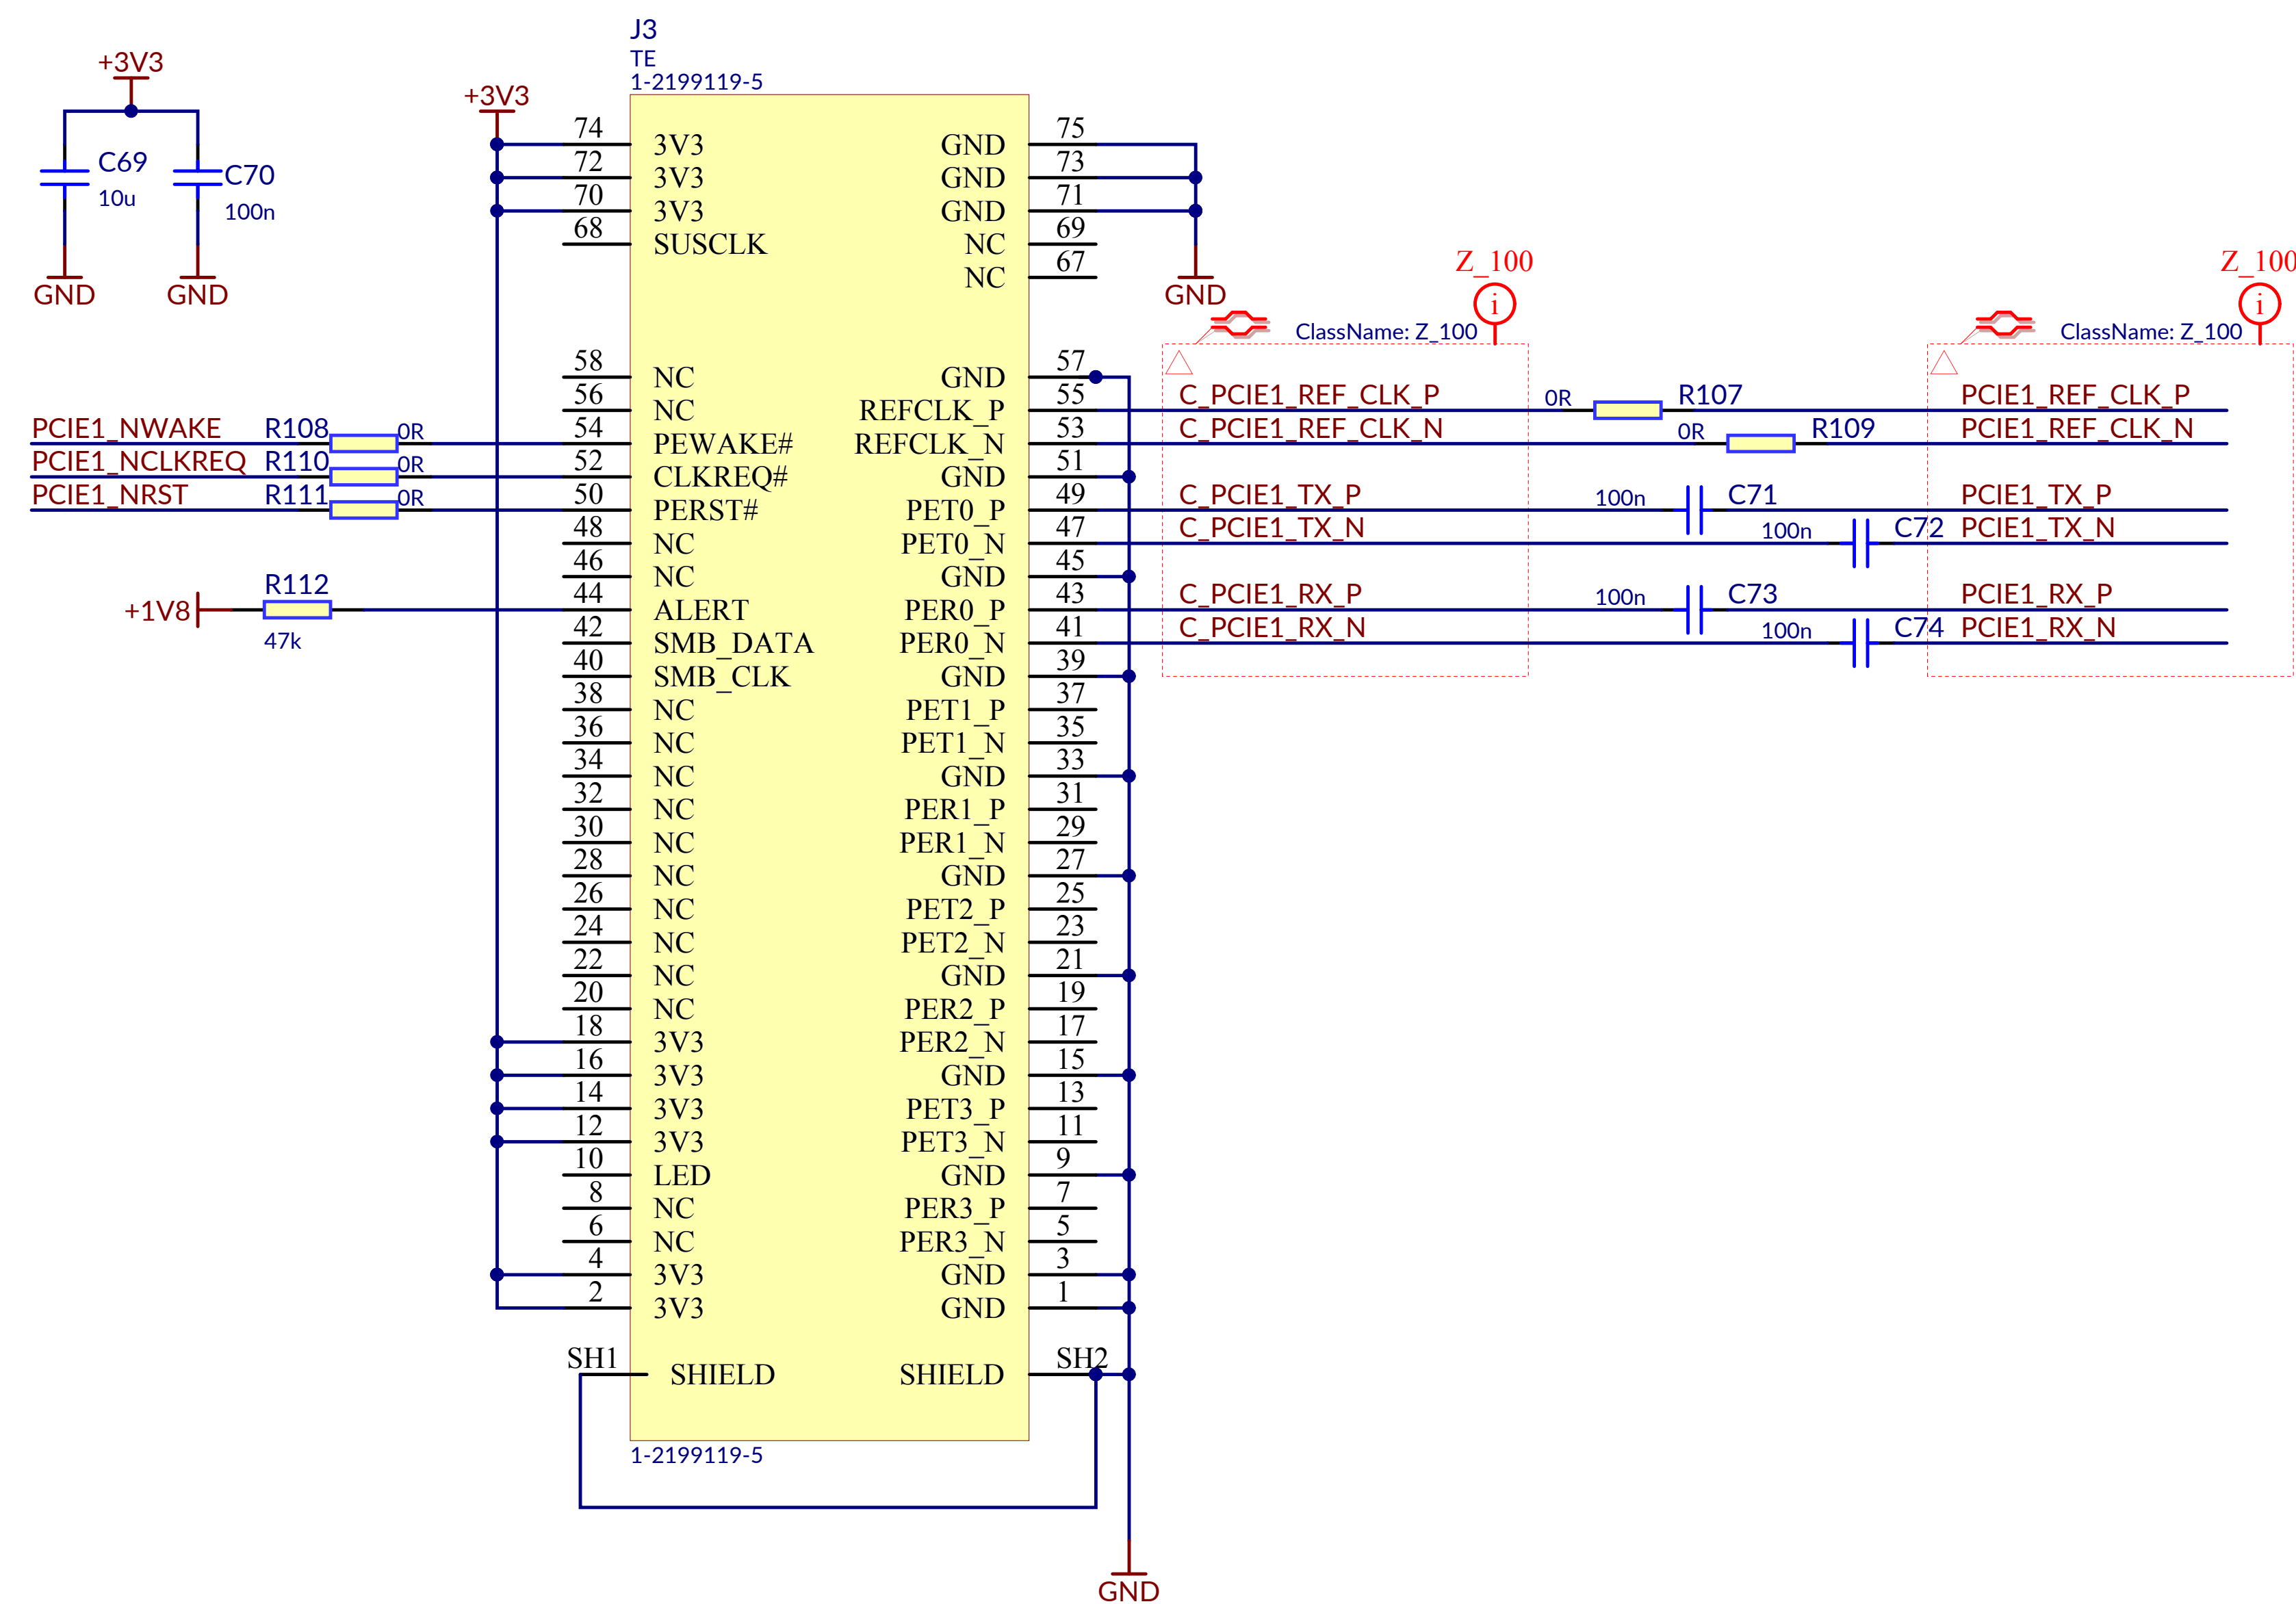 J3
TE
1-2199119-5
+3V3
C69
10u
C70
100n
GND
GND
+3V3
74 3V3 GND 75
72 3V3 GND 73
70 3V3 GND 71
68 SUSCLK NC 69
NC 67
GND
58 NC GND 57
56 NC REFCLK_P 55
54 PEWAKE# REFCLK_N 53
52 CLKREQ# GND 51
50 PERST# PET0_P 49
48 NC PET0_N 47
46 NC GND 45
44 ALERT PER0_P 43
42 SMB_DATA PER0_N 41
40 SMB_CLK GND 39
38 NC PET1_P 37
36 NC PET1_N 35
34 NC GND 33
32 NC PER1_P 31
30 NC PER1_N 29
28 NC GND 27
26 NC PET2_P 25
24 NC PET2_N 23
22 NC GND 21
20 NC PER2_P 19
18 3V3 PER2_N 17
16 3V3 GND 15
14 3V3 PET3_P 13
12 3V3 PET3_N 11
10 LED GND 9
8 NC PER3_P 7
6 NC PER3_N 5
4 3V3 GND 3
2 3V3 GND 1
SH1 SHIELD SHIELD SH2
1-2199119-5
GND
PCIE1_NWAKE R108 0R
PCIE1_NCLKREQ R110 0R
PCIE1_NRST R111 0R
+1V8 R112
47k
Z_100
i
ClassName: Z_100
Z_100
i
ClassName: Z_100
C_PCIE1_REF_CLK_P 0R R107 PCIE1_REF_CLK_P
C_PCIE1_REF_CLK_N 0R R109 PCIE1_REF_CLK_N
C_PCIE1_TX_P 100n C71 PCIE1_TX_P
C_PCIE1_TX_N 100n C72 PCIE1_TX_N
C_PCIE1_RX_P 100n C73 PCIE1_RX_P
C_PCIE1_RX_N 100n C74 PCIE1_RX_N